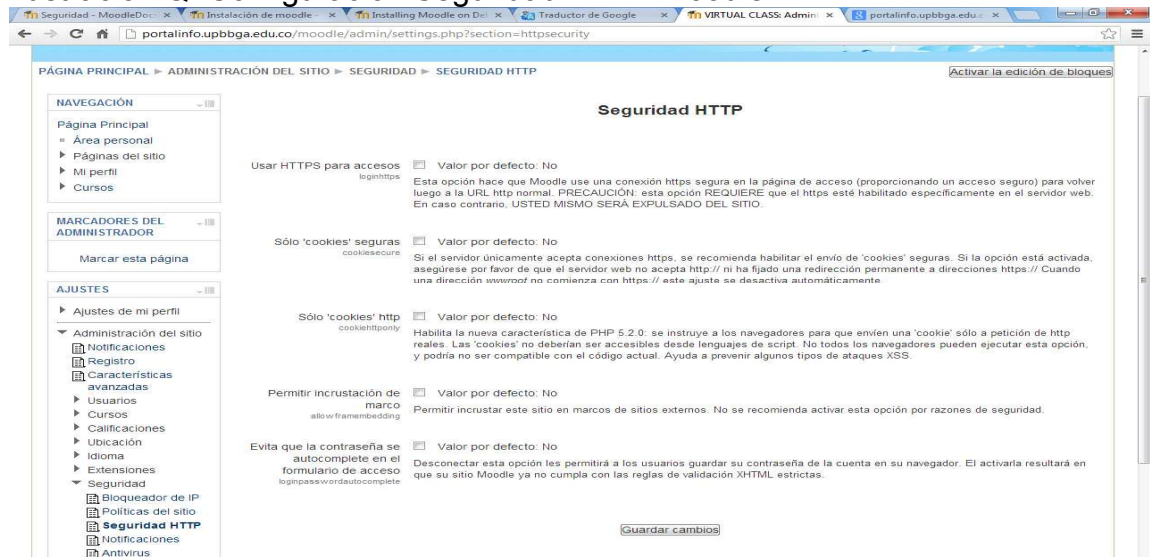 Seguridad - MoodleDoc
Instalación de moodle -
Installing Moodle on Del
Traductor de Google
VIRTUAL CLASS: Admini
portalinfo.upbbga.edu.c
portalinfo.upbbga.edu.co/moodle/admin/settings.php?section=httpsecurity
PÁGINA PRINCIPAL ► ADMINISTRACIÓN DEL SITIO ► SEGURIDAD ► SEGURIDAD HTTP
Activar la edición de bloques
NAVEGACIÓN
Página Principal
Área personal
Páginas del sitio
Mi perfil
Cursos
MARCADORES DEL
ADMINISTRADOR
Marcar esta página
AJUSTES
Ajustes de mi perfil
Administración del sitio
Notificaciones
Registro
Características
avanzadas
Usuarios
Cursos
Calificaciones
Ubicación
Idioma
Extensiones
Seguridad
Bloqueador de IP
Políticas del sitio
Seguridad HTTP
Notificaciones
Antivirus
Seguridad HTTP
Usar HTTPS para accesos
loginhttps
Valor por defecto: No
Esta opción hace que Moodle use una conexión https segura en la página de acceso (proporcionando un acceso seguro) para volver
luego a la URL http normal. PRECAUCIÓN: esta opción REQUIERE que el https esté habilitado específicamente en el servidor web.
En caso contrario, USTED MISMO SERÁ EXPULSADO DEL SITIO.
Sólo 'cookies' seguras
cookiesecure
Valor por defecto: No
Si el servidor únicamente acepta conexiones https, se recomienda habilitar el envío de 'cookies' seguras. Si la opción está activada,
asegúrese por favor de que el servidor web no acepta http:// ni ha fijado una redirección permanente a direcciones https:// Cuando
una dirección wwwroot no comienza con https:// este ajuste se desactiva automáticamente.
Sólo 'cookies' http
cookiehttponly
Valor por defecto: No
Habilita la nueva característica de PHP 5.2.0: se instruye a los navegadores para que envíen una 'cookie' sólo a petición de http
reales. Las 'cookies' no deberían ser accesibles desde lenguajes de script. No todos los navegadores pueden ejecutar esta opción,
y podría no ser compatible con el código actual. Ayuda a prevenir algunos tipos de ataques XSS.
Permitir incrustación de
marco
allowframembedding
Valor por defecto: No
Permitir incrustar este sitio en marcos de sitios externos. No se recomienda activar esta opción por razones de seguridad.
Evita que la contraseña se
autocomplete en el
formulario de acceso
loginpasswordautocomplete
Valor por defecto: No
Desconectar esta opción les permitirá a los usuarios guardar su contraseña de la cuenta en su navegador. El activarla resultará en
que su sitio Moodle ya no cumpla con las reglas de validación XHTML estrictas.
Guardar cambios